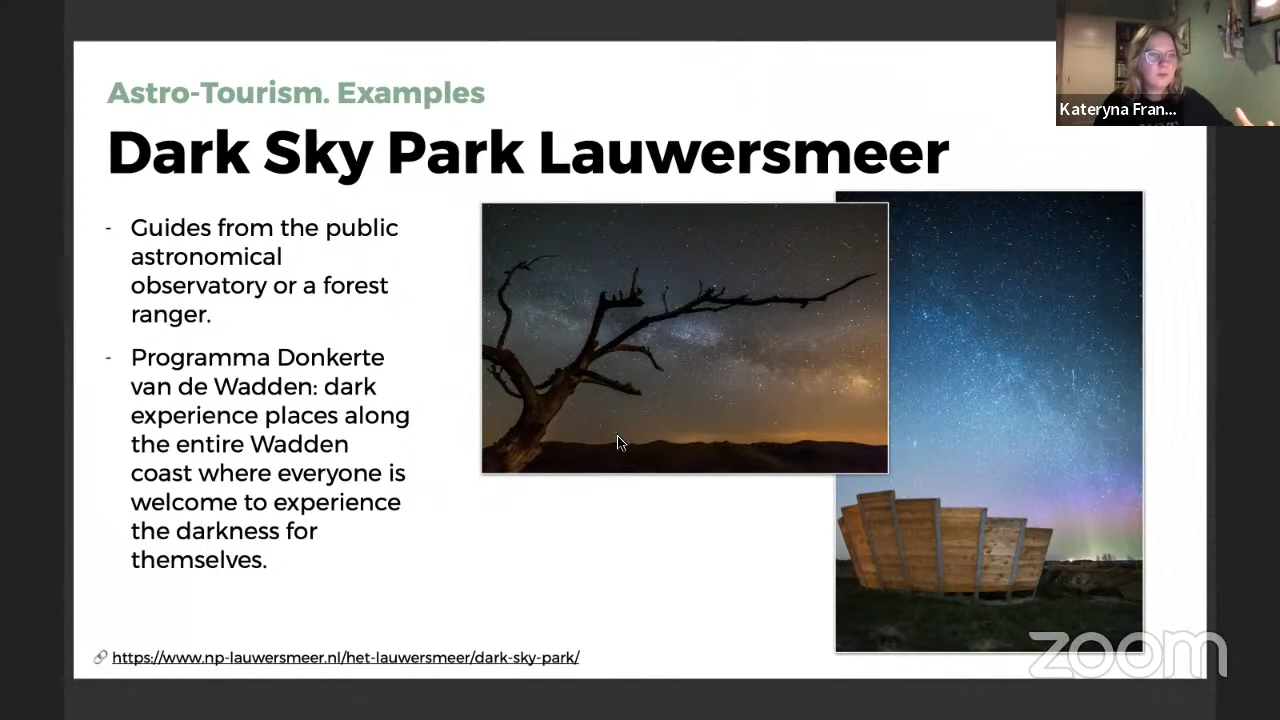 Astro-Tourism. Examples
Dark Sky Park Lauwersmeer
- Guides from the public
astronomical
observatory or a forest
ranger.
- Programma Donkerte
van de Wadden: dark
experience places along
the entire Wadden
coast where everyone is
welcome to experience
the darkness for
themselves.
https://www.np-lauwersmeer.nl/het-lauwersmeer/dark-sky-park/
Kateryna Fran...
zoom